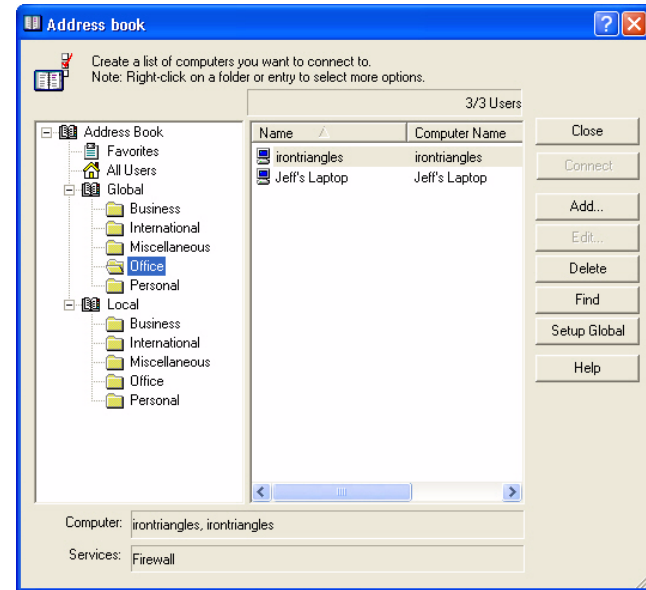 Address book
Create a list of computers you want to connect to.
Note: Right-click on a folder or entry to select more options.
3/3 Users
Address Book
Favorites
All Users
Global
Business
International
Miscellaneous
Office
Personal
Local
Business
International
Miscellaneous
Office
Personal
Name Computer Name
irontriangles irontriangles
Jeff's Laptop Jeff's Laptop
Close
Connect
Add...
Edit...
Delete
Find
Setup Global
Help
Computer: irontriangles, irontriangles
Services: Firewall